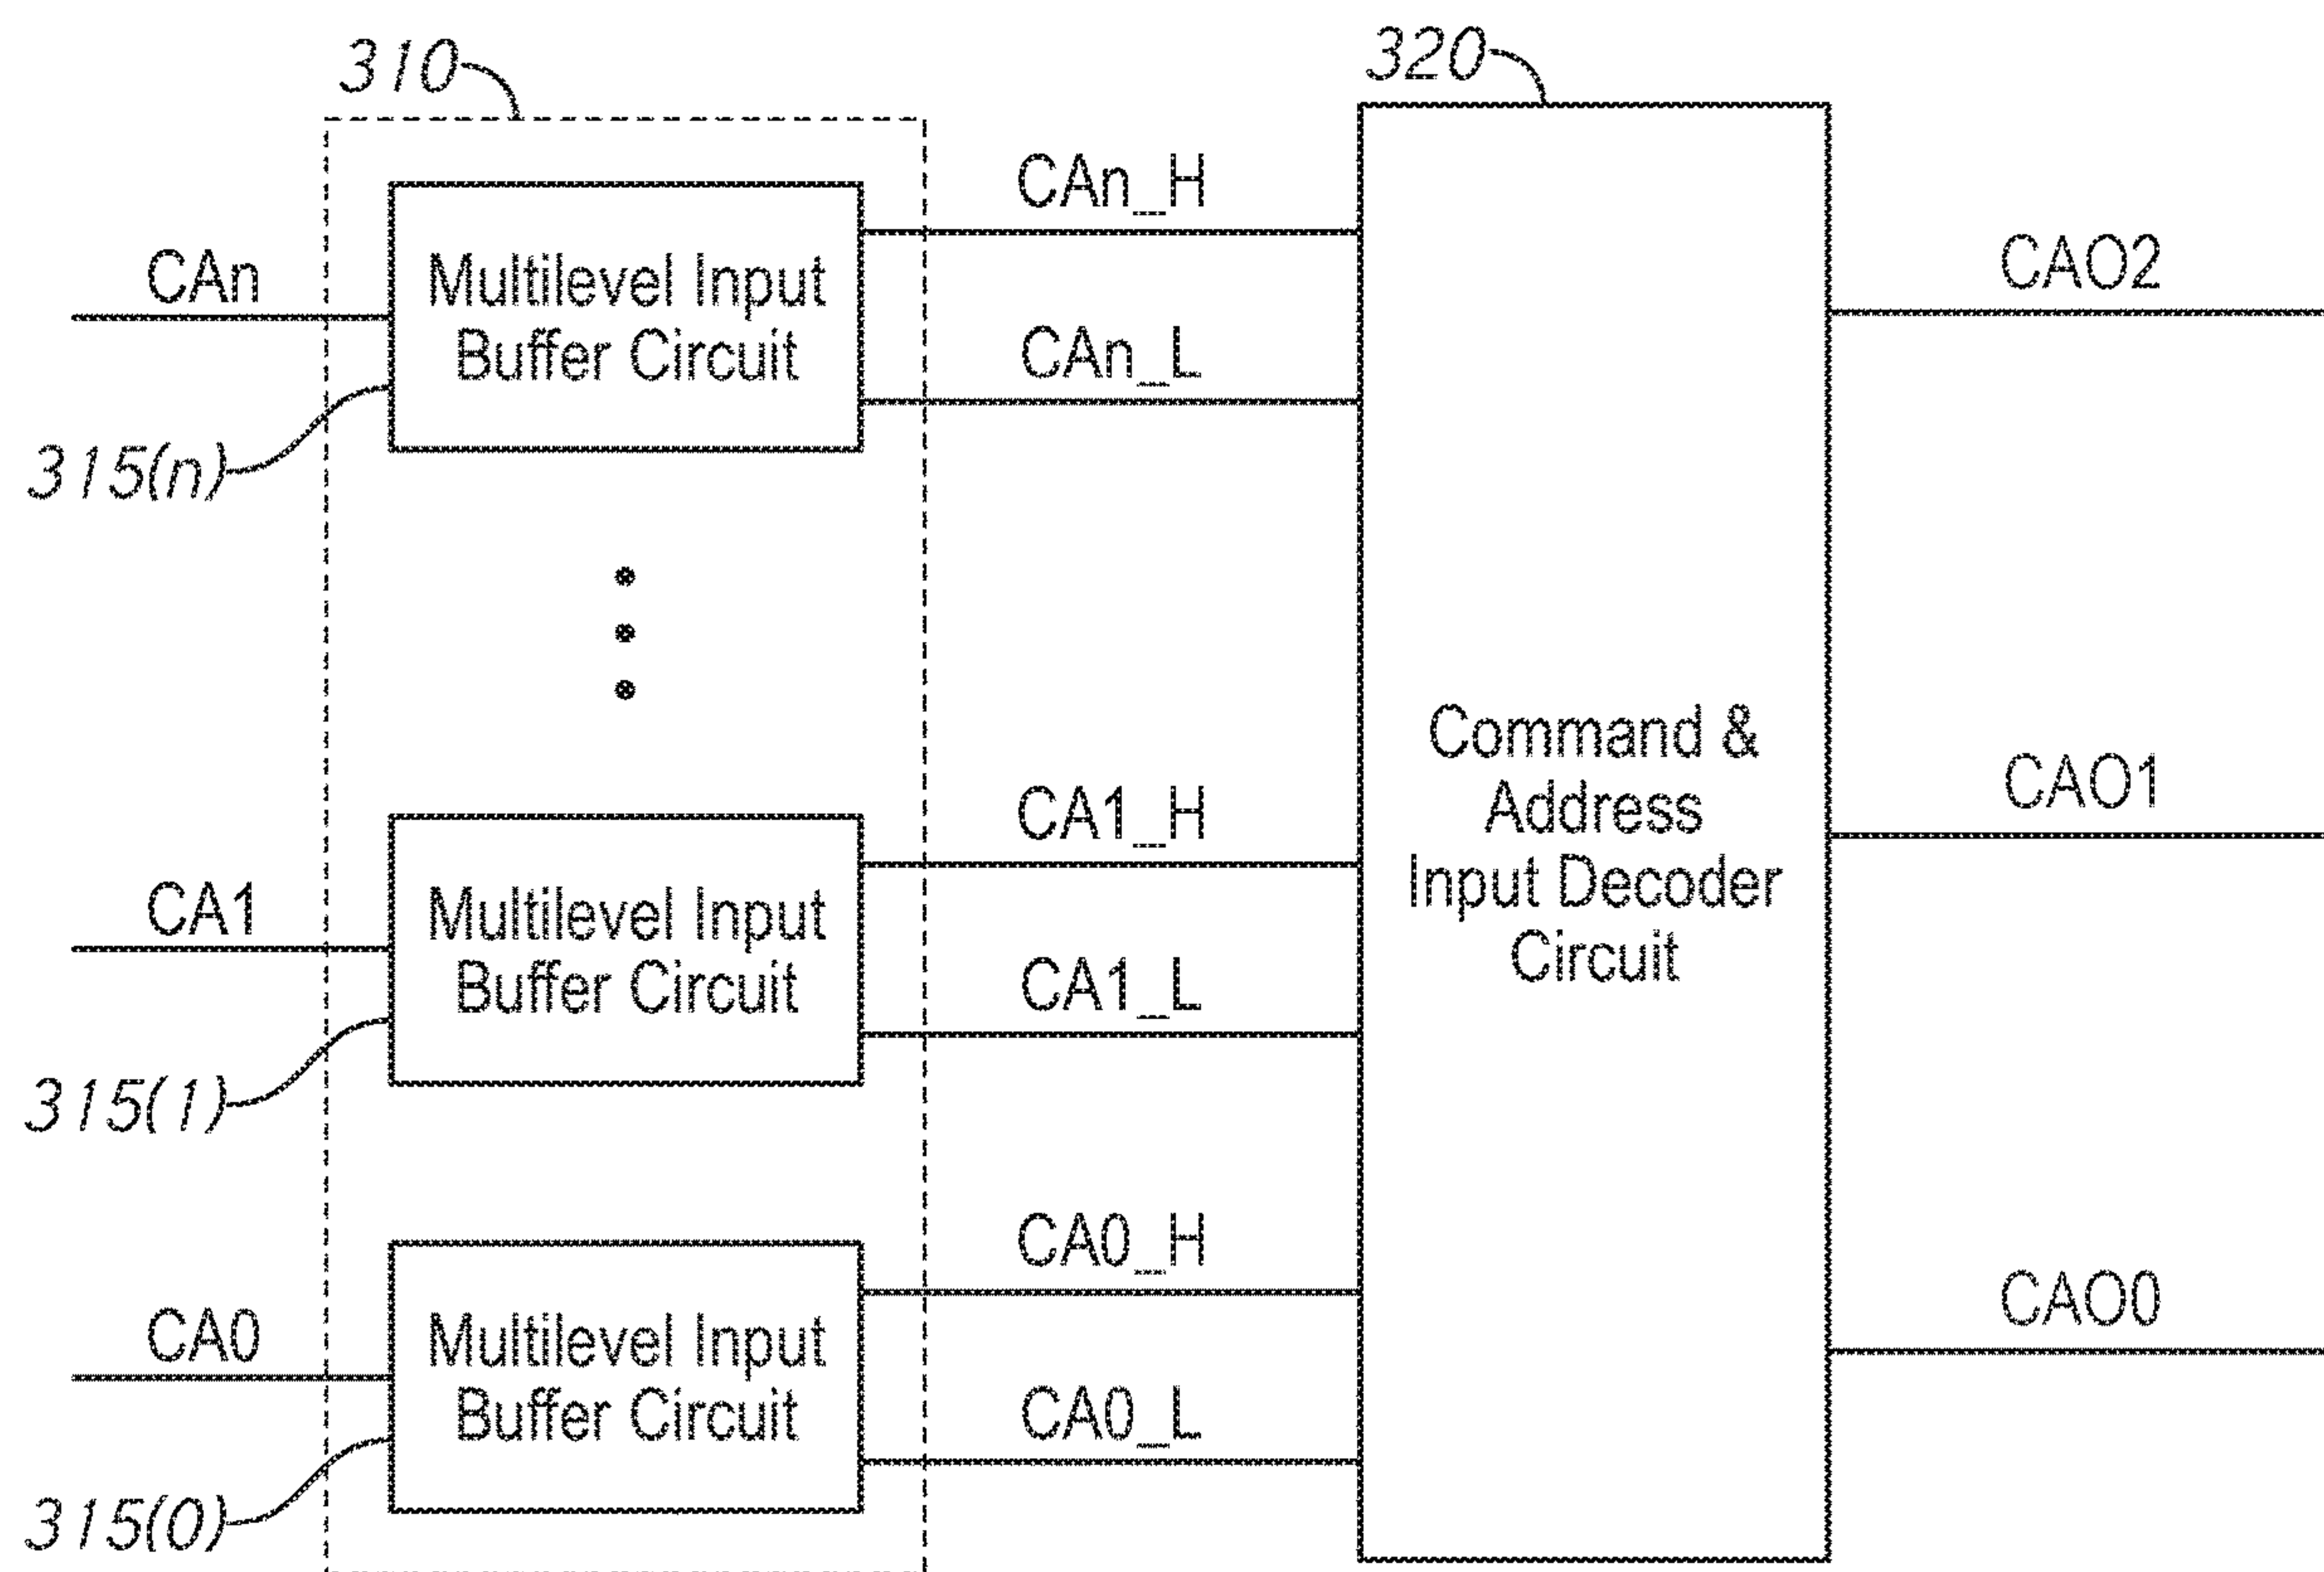 310
320
CAn_H
CAn
Multilevel Input
Buffer Circuit
CAn_L
CAO2
315(n)
CA1_H
CA1
Multilevel Input
Buffer Circuit
CA1_L
Command &
Address
Input Decoder
Circuit
CAO1
315(1)
CA0_H
CA0
Multilevel Input
Buffer Circuit
CA0_L
CAO0
315(0)